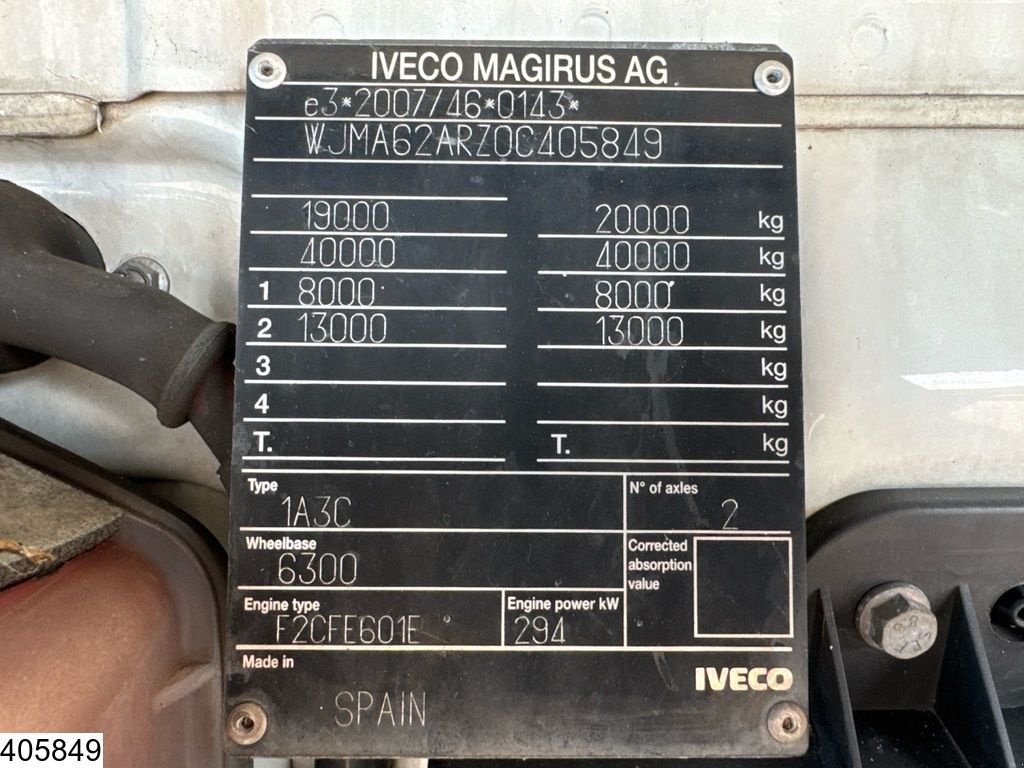 IVECO MAGIRUS AG
e3*2007/46*0143*
WJMA62ARZ0C405849
19000 20000 kg
40000 40000 kg
1 8000 8000 kg
2 13000 13000 kg
3 kg
4 kg
T. T. kg
Type N° of axles
1A3C 2
Wheelbase Corrected absorption value
6300
Engine type Engine power kW
F2CFE601E 294
Made in IVECO
SPAIN
8.8
405849